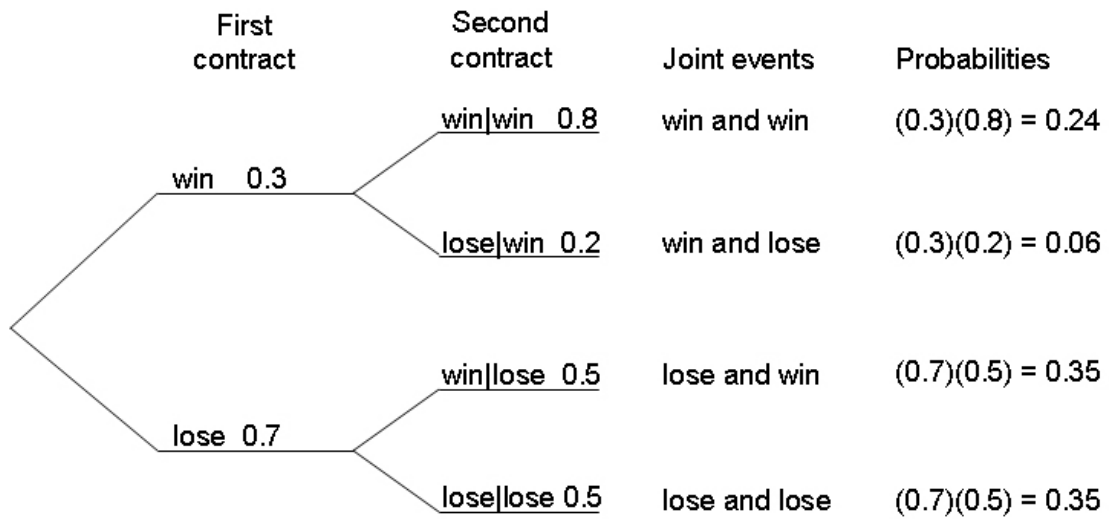 First contract
Second contract
Joint events
Probabilities
win|win 0.8
win and win
(0.3)(0.8) = 0.24
win 0.3
lose|win 0.2
win and lose
(0.3)(0.2) = 0.06
win|lose 0.5
lose and win
(0.7)(0.5) = 0.35
lose 0.7
lose|lose 0.5
lose and lose
(0.7)(0.5) = 0.35